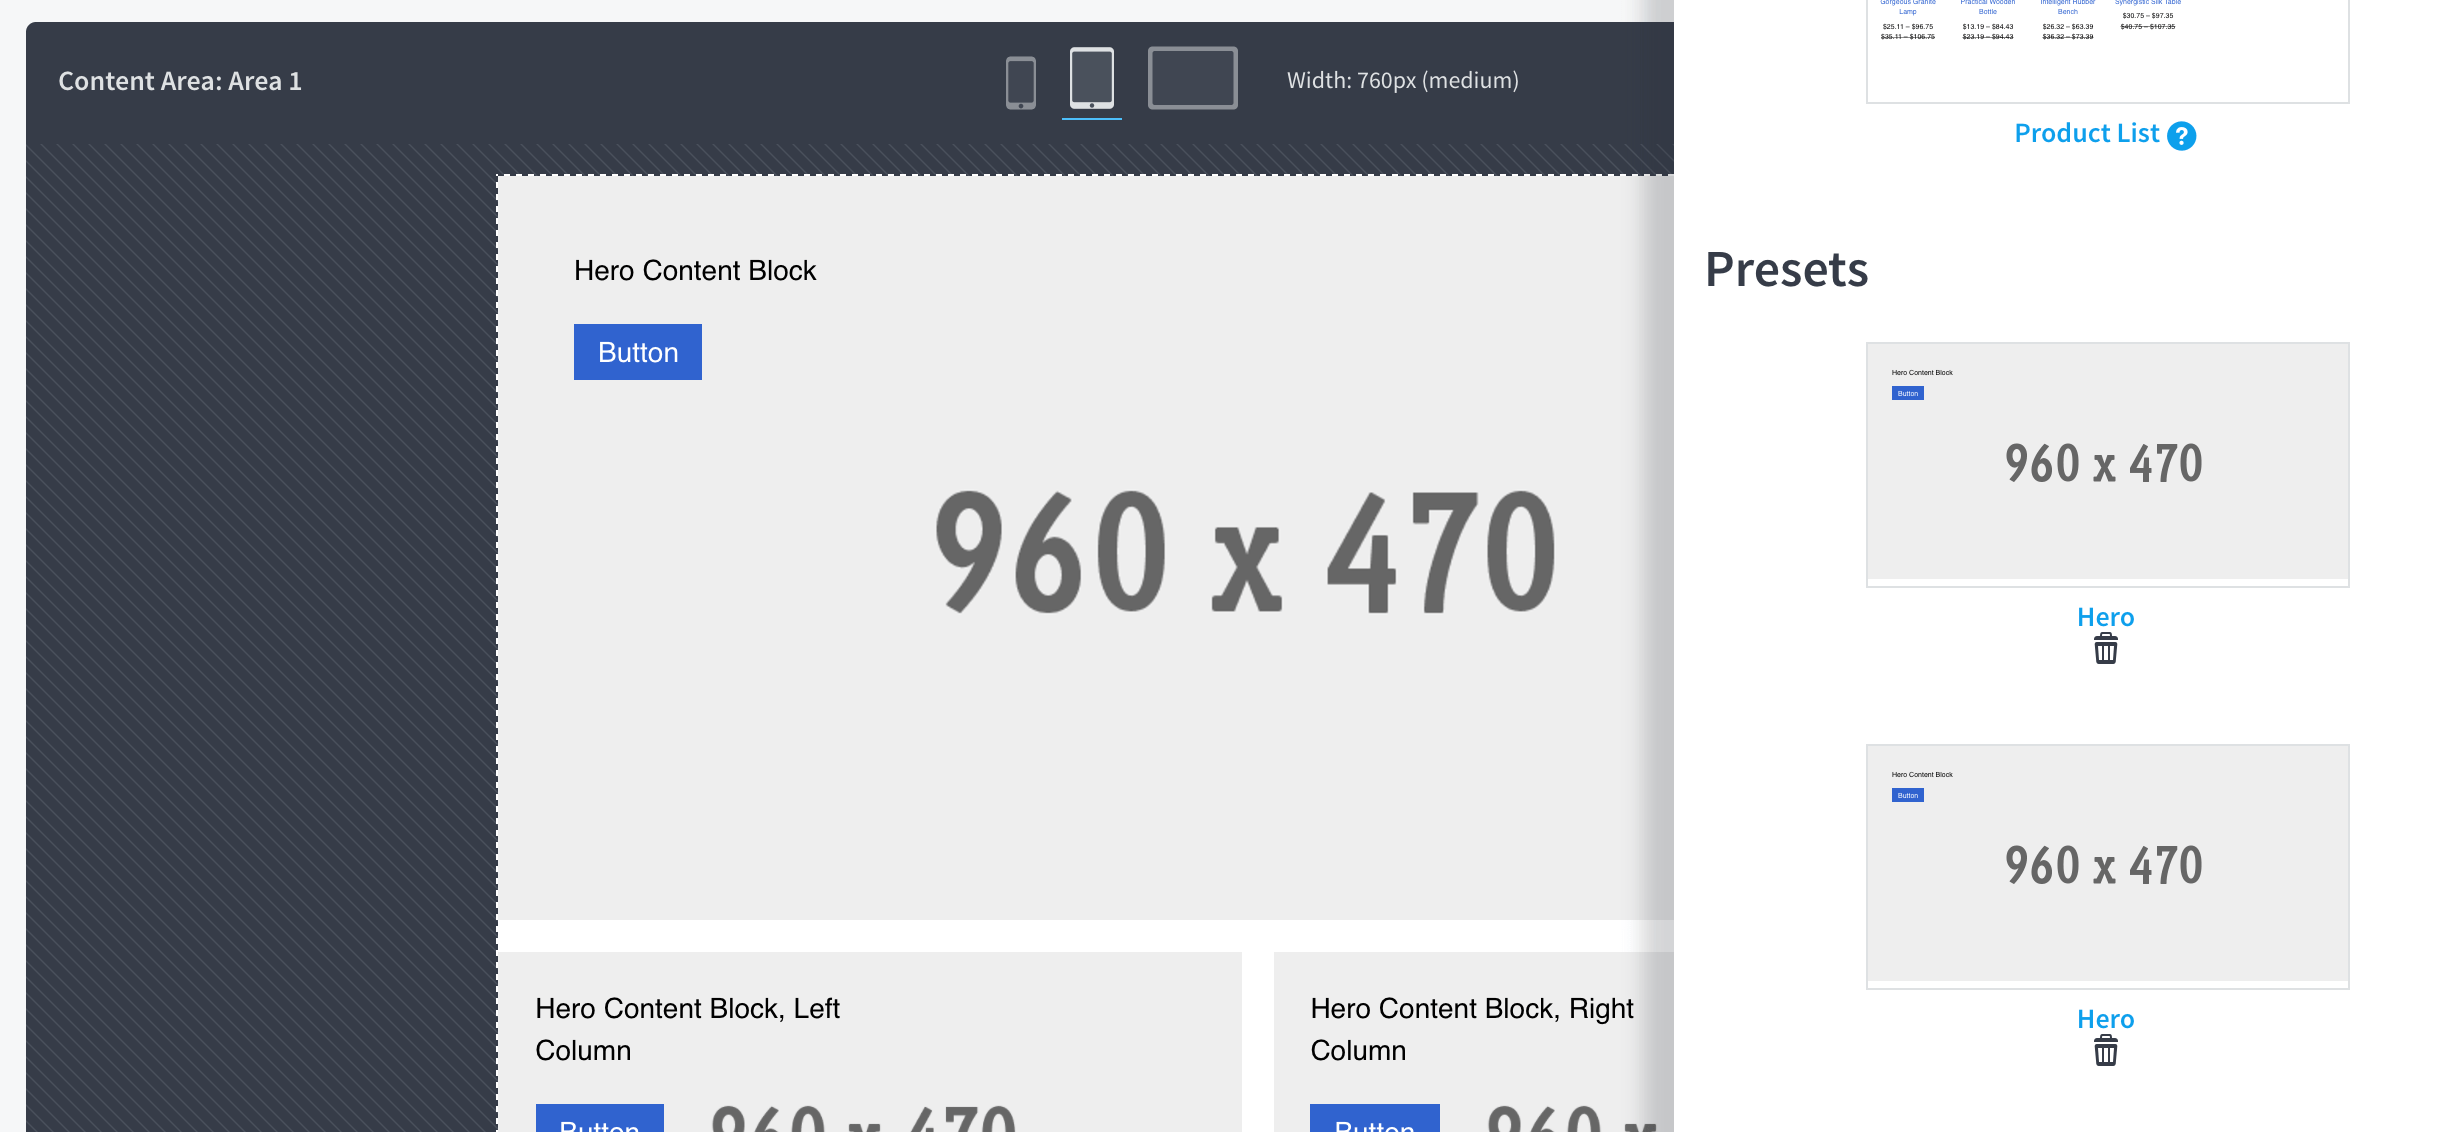 Content Area: Area 1
Width: 760px (medium)
Hero Content Block
Button
960 x 470
Hero Content Block, Left
Column
Button
960 x 470
Hero Content Block, Right
Column
Button
960 x
Gorgeous Granite
Lamp
$25.11 – $96.75
$35.11 – $106.75
Practical Wooden
Bottle
$13.19 – $84.43
$23.19 – $94.43
Intelligent Rubber
Bench
$26.32 – $63.39
$36.32 – $73.39
Synergistic Silk Table
$30.75 – $97.35
$40.75 – $107.35
Product List ?
Presets
Hero Content Block
Button
960 x 470
Hero
Hero Content Block
Button
960 x 470
Hero